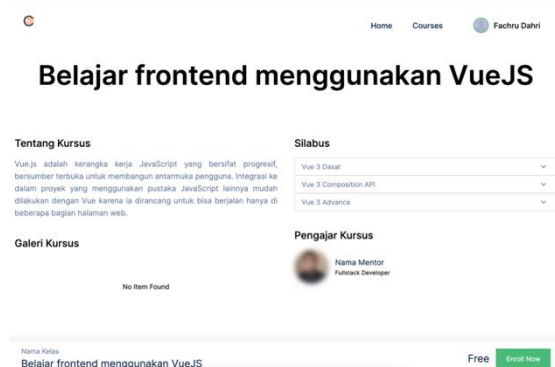 Home Courses Fachru Dahri
Belajar frontend menggunakan VueJS
Tentang Kursus
Vue.js adalah kerangka kerja JavaScript yang bersifat progresif,
bersumber terbuka untuk membangun antarmuka pengguna. Integrasi ke
dalam proyek yang menggunakan pustaka JavaScript lainnya mudah
dilakukan dengan Vue karena ia dirancang untuk bisa berjalan hanya di
beberapa bagian halaman web.
Galeri Kursus
No Item Found
Silabus
Vue 3 Dasar
Vue 3 Composition API
Vue 3 Advance
Pengajar Kursus
Nama Mentor
Fullstack Developer
Nama Kelas
Belajar frontend menggunakan VueJS
Free Enroll Now